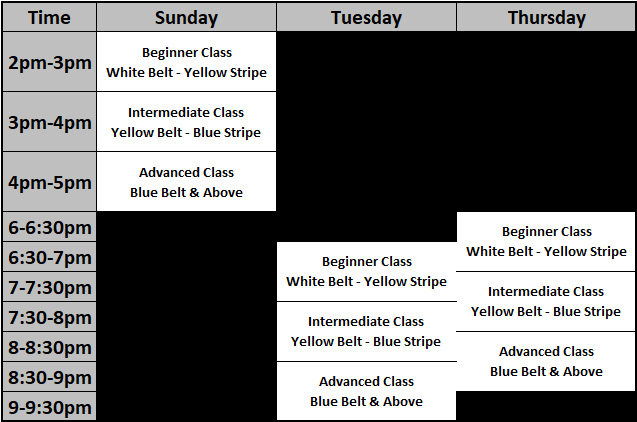 Time Sunday Tuesday Thursday
2pm-3pm
Beginner Class
White Belt - Yellow Stripe
3pm-4pm
Intermediate Class
Yellow Belt - Blue Stripe
4pm-5pm
Advanced Class
Blue Belt & Above
6-6:30pm
Beginner Class
White Belt - Yellow Stripe
6:30-7pm
Beginner Class
White Belt - Yellow Stripe
7-7:30pm
Intermediate Class
Yellow Belt - Blue Stripe
7:30-8pm
Intermediate Class
Yellow Belt - Blue Stripe
8-8:30pm
Advanced Class
Blue Belt & Above
8:30-9pm
Advanced Class
Blue Belt & Above
9-9:30pm